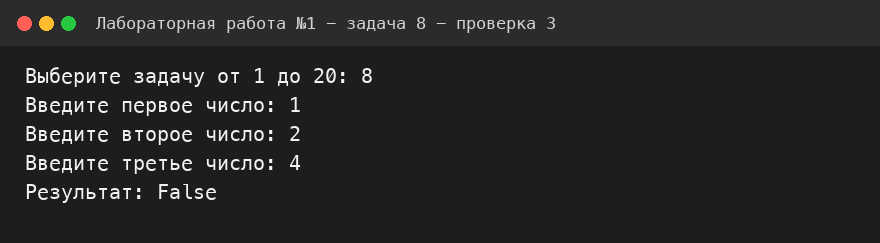 Лабораторная работа №1 — задача 8 — проверка 3
Выберите задачу от 1 до 20: 8
Введите первое число: 1
Введите второе число: 2
Введите третье число: 4
Результат: False